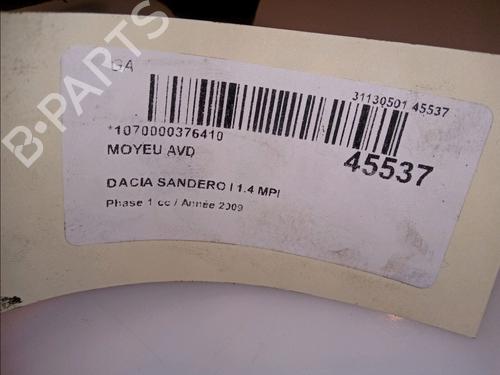 GA
31130501 45537
*1070000376410
45537
MOYEU AVD
DACIA SANDERO I 1.4 MPI
Phase 1 cc / Année 2009
B-PARTS